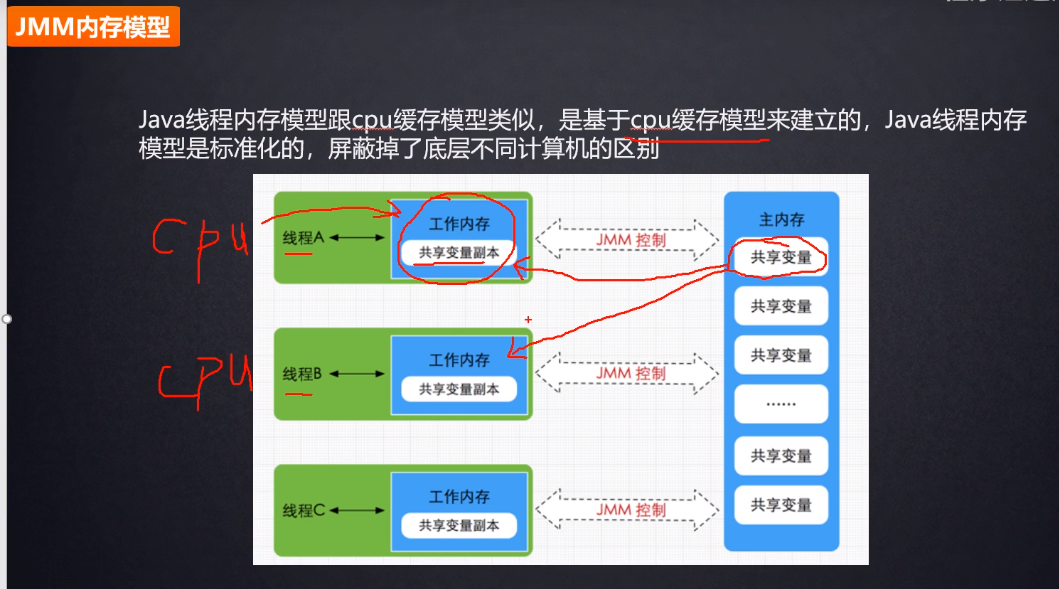 JMM内存模型
Java线程内存模型跟cpu缓存模型类似，是基于cpu缓存模型来建立的，Java线程内存
模型是标准化的，屏蔽掉了底层不同计算机的区别
cpu
线程A
工作内存
共享变量副本
JMM 控制
cpu
线程B
工作内存
共享变量副本
JMM 控制
线程C
工作内存
共享变量副本
JMM 控制
主内存
共享变量
共享变量
共享变量
······
共享变量
共享变量